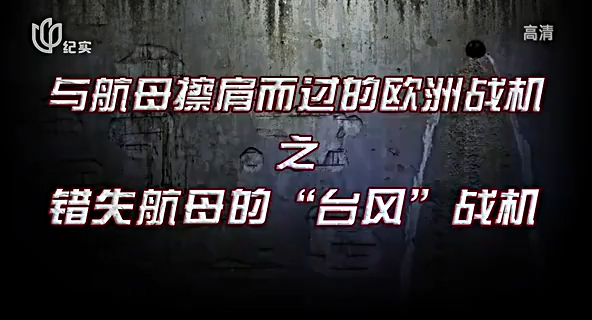 纪实
高清
与航母擦肩而过的欧洲战机
之
错失航母的“台风”战机